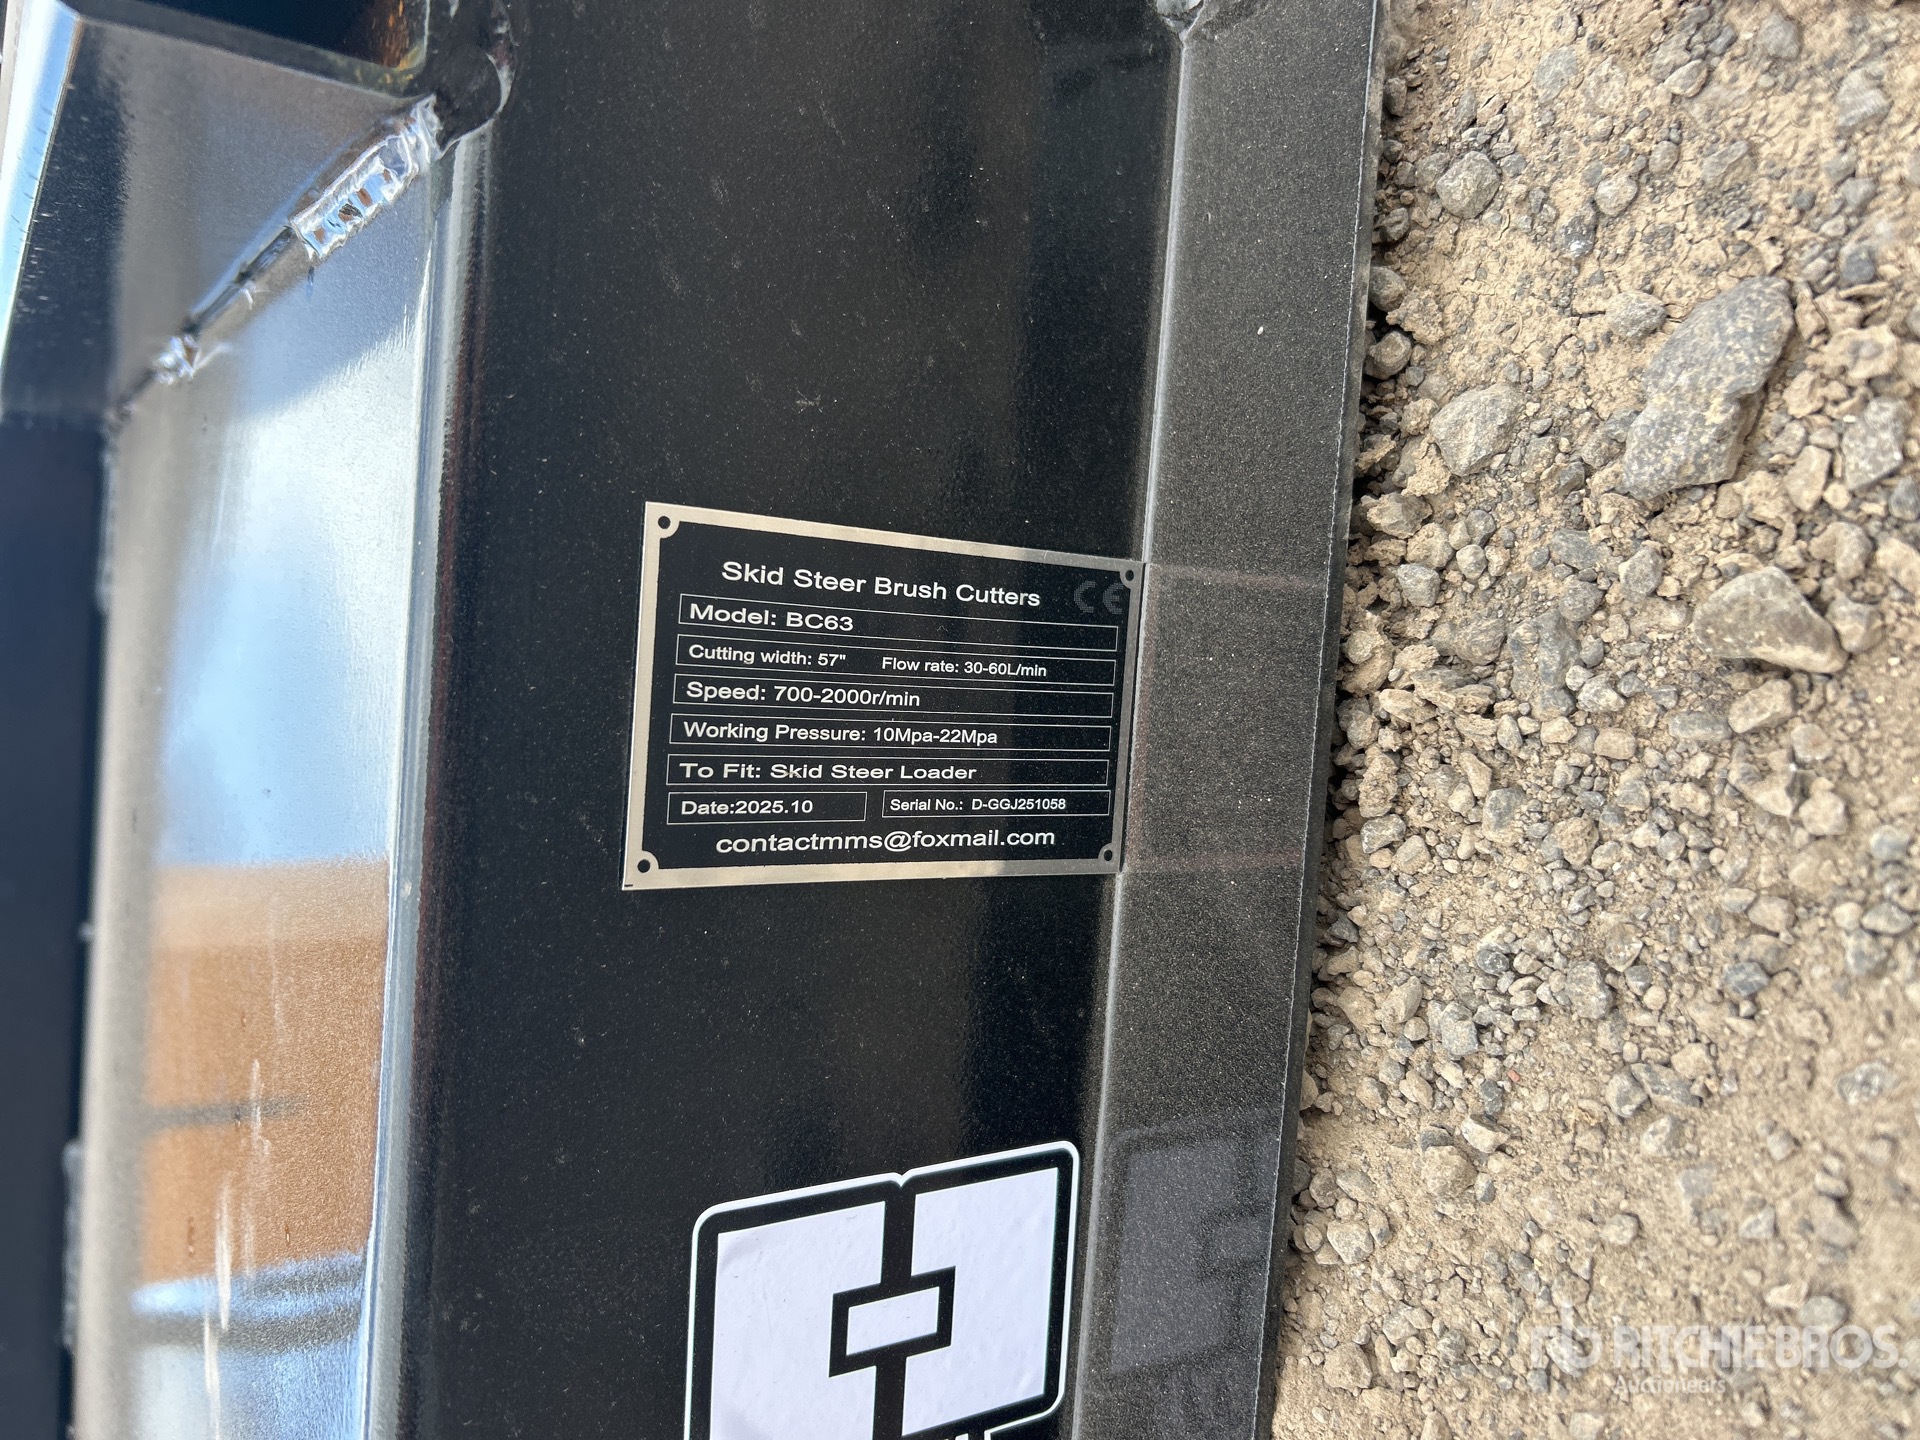 Skid Steer Brush Cutters CE
Model: BC63
Cutting width: 57" Flow rate: 30-60L/min
Speed: 700-2000r/min
Working Pressure: 10Mpa-22Mpa
To Fit: Skid Steer Loader
Date:2025.10 Serial No.: D-GGJ251058
contactmms@foxmail.com
rb RITCHIE BROS.
Auctioneers